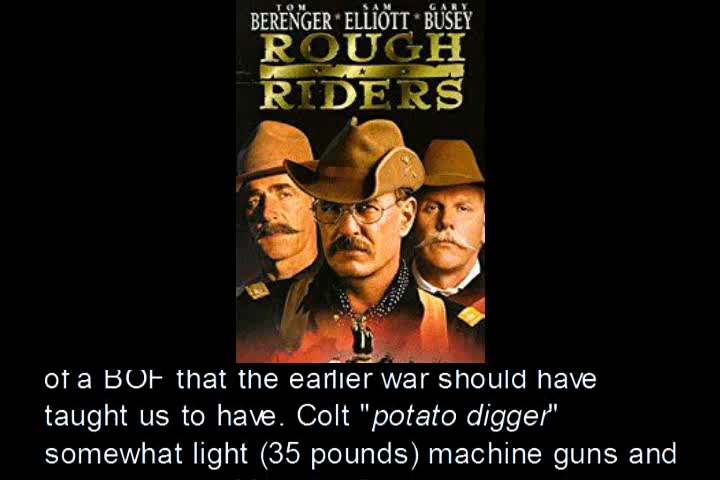 TOM SAM GARY
BERENGER * ELLIOTT * BUSEY
ROUGH
RIDERS
of a BOF that the earlier war should have
taught us to have. Colt "potato digger"
somewhat light (35 pounds) machine guns and